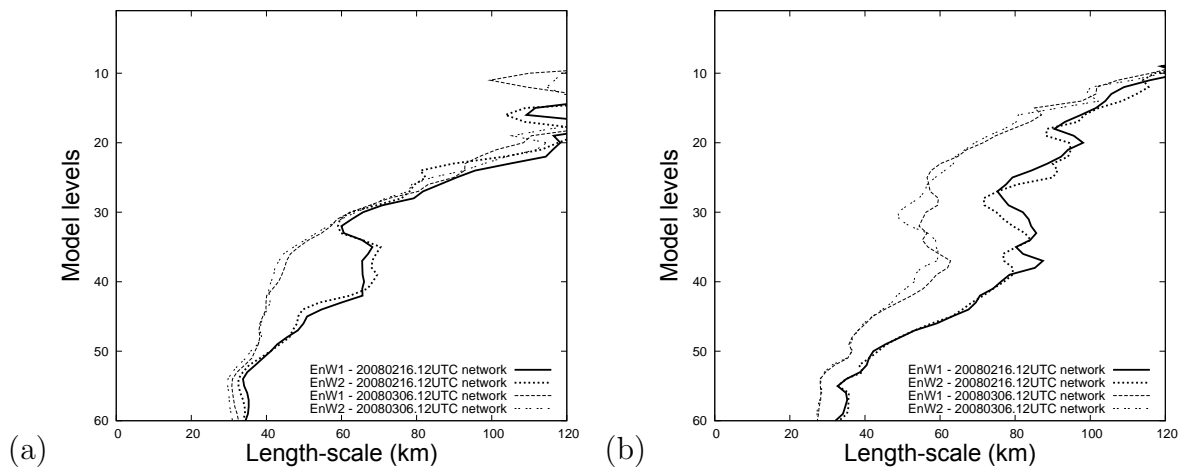 10
20
30
40
50
60
Model levels
0 20 40 60 80 100 120
Length-scale (km)
EnW1 - 20080216.12UTC network
EnW2 - 20080216.12UTC network
EnW1 - 20080306.12UTC network
EnW2 - 20080306.12UTC network
(a)
10
20
30
40
50
60
Model levels
0 20 40 60 80 100 120
Length-scale (km)
EnW1 - 20080216.12UTC network
EnW2 - 20080216.12UTC network
EnW1 - 20080306.12UTC network
EnW2 - 20080306.12UTC network
(b)